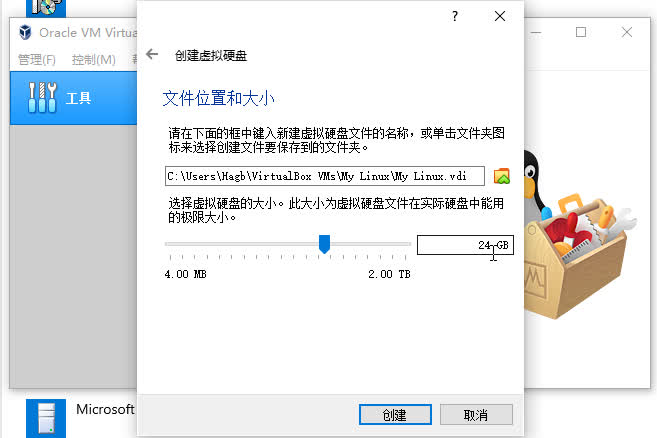 Oracle VM Virtu
管理(F) 控制(M)
工具
?
创建虚拟硬盘
文件位置和大小
请在下面的框中键入新建虚拟硬盘文件的名称，或单击文件夹图
标来选择创建文件要保存到的文件夹。
C:\Users\Hagb\VirtualBox VMs\My Linux\My Linux.vdi
选择虚拟硬盘的大小。此大小为虚拟硬盘文件在实际硬盘中能用
的极限大小。
24 GB
4.00 MB 2.00 TB
创建 取消
Microsoft